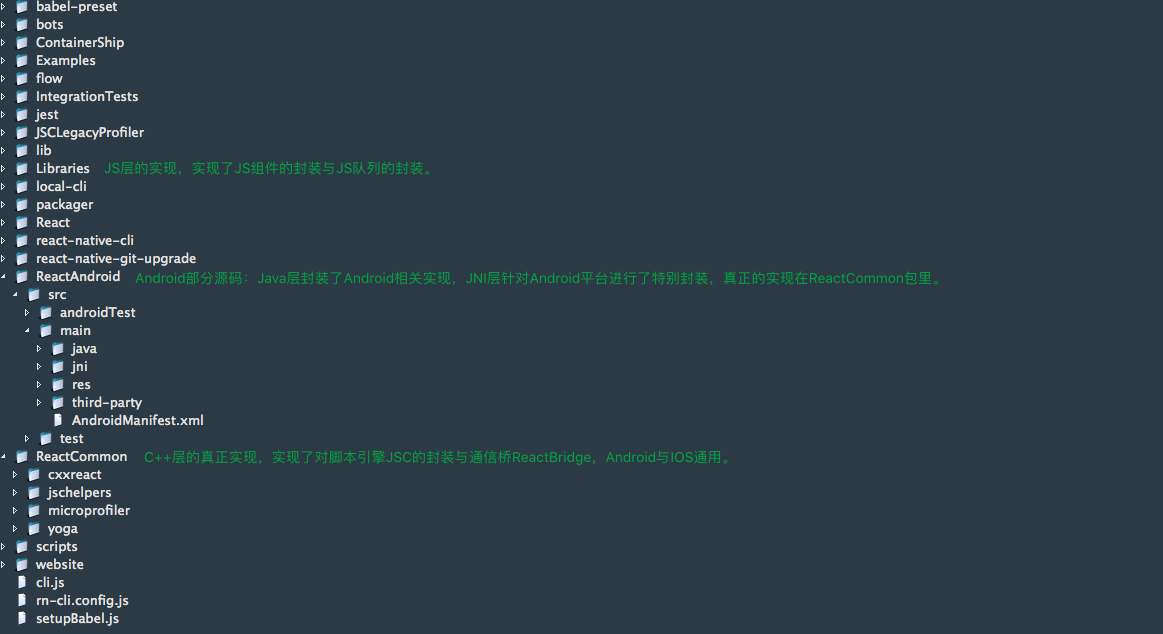 babel-preset
bots
ContainerShip
Examples
flow
IntegrationTests
jest
JSCLegacyProfiler
lib
Libraries JS层的实现，实现了JS组件的封装与JS队列的封装。
local-cli
packager
React
react-native-cli
react-native-git-upgrade
ReactAndroid Android部分源码：Java层封装了Android相关实现，JNI层针对Android平台进行了特别封装，真正的实现在ReactCommon包里。
src
androidTest
main
java
jni
res
third-party
AndroidManifest.xml
test
ReactCommon C++层的真正实现，实现了对脚本引擎JSC的封装与通信桥ReactBridge，Android与IOS通用。
cxxreact
jschelpers
microprofiler
yoga
scripts
website
cli.js
rn-cli.config.js
setupBabel.js